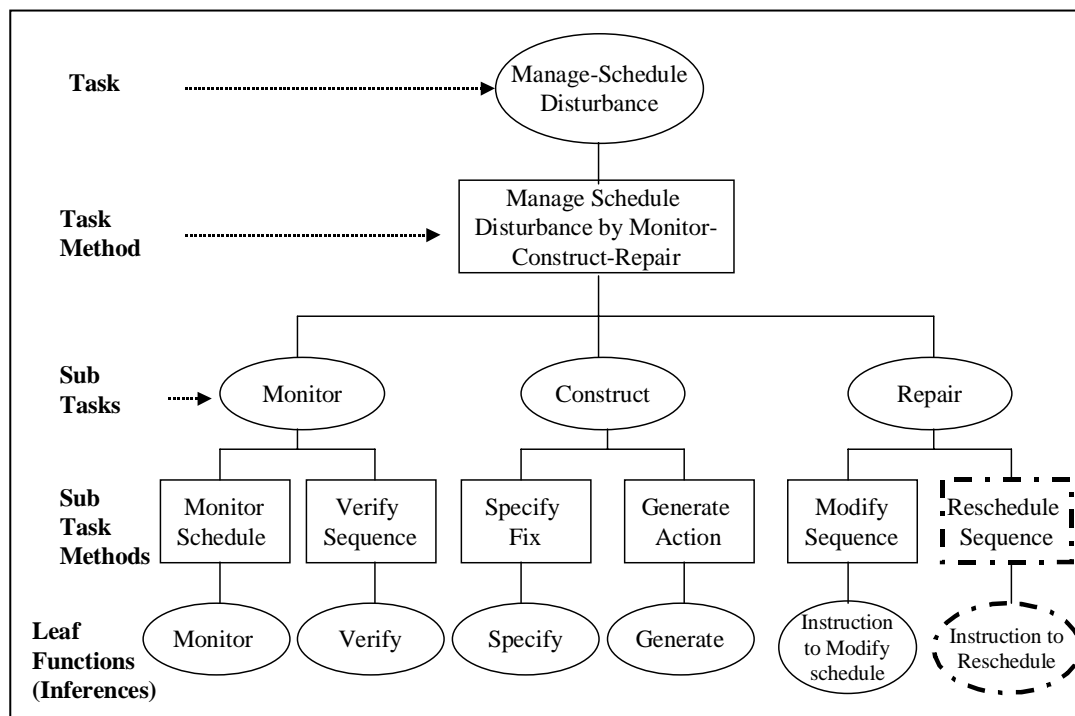 Task
Manage-Schedule
Disturbance
Task
Method
Manage Schedule
Disturbance by Monitor-
Construct-Repair
Sub
Tasks
Monitor
Construct
Repair
Sub
Task
Methods
Monitor
Schedule
Verify
Sequence
Specify
Fix
Generate
Action
Modify
Sequence
Reschedule
Sequence
Leaf
Functions
(Inferences)
Monitor
Verify
Specify
Generate
Instruction
to Modify
schedule
Instruction to
Reschedule